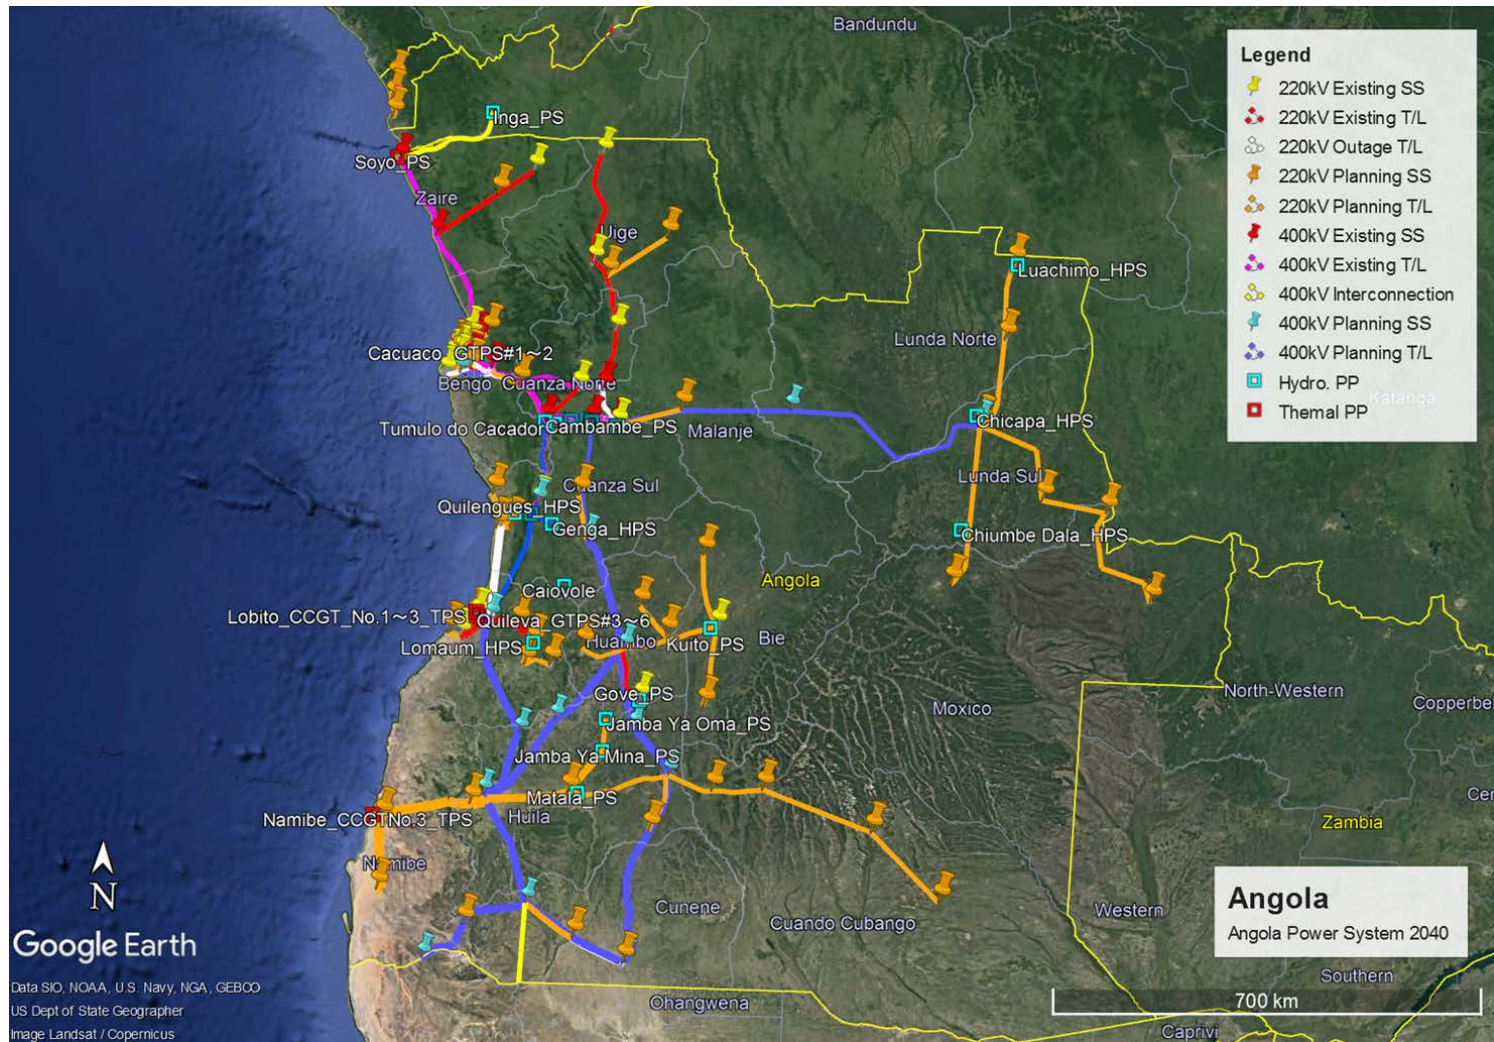 Bandundu
Legend
220kV Existing SS
220kV Existing T/L
220kV Outage T/L
220kV Planning SS
220kV Planning T/L
400kV Existing SS
400kV Existing T/L
400kV Interconnection
400kV Planning SS
400kV Planning T/L
Hydro. PP
Themal PP
Inga_PS
Soyo_PS
Zaire
Uige
Luachimo_HPS
Lunda Norte
Cacuaco_GTPS#1~2
Bengo
Cuanza Norte
Katanga
Tumulo do Cacador
Cambambe_PS
Malanje
Chicapa_HPS
Lunda Sul
Cuanza Sul
Quilengues_HPS
Genga_HPS
Chiumbe Dala_HPS
Angola
Caiovole
Lobito_CCGT_No.1~3_TPS
Quileva_GTPS#3~6
Lomaum_HPS
Huambo
Kuito_PS
Bie
Gove_PS
North-Western
Moxico
Jamba Ya Oma_PS
Jamba Ya Mina_PS
Matala_PS
Huila
Namibe_CCGTNo.3_TPS
Zambia
Namibe
N
Cunene
Cuando Cubango
Western
Angola
Angola Power System 2040
Google Earth
Data SIO, NOAA, U.S. Navy, NGA, GEBCO
US Dept of State Geographer
Image Landsat / Copernicus
Ohangwena
Southern
700 km
Caprivi